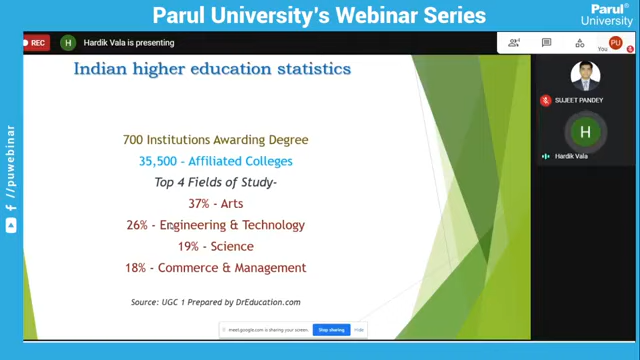 Parul University's Webinar Series
Parul®
University
REC
H
Hardik Vala is presenting
You
PU
Indian higher education statistics
700 Institutions Awarding Degree
35,500 – Affiliated Colleges
Top 4 Fields of Study-
37% - Arts
26% - Engineering & Technology
19% - Science
18% - Commerce & Management
Source: UGC 1 Prepared by DrEducation.com
SUJEET PANDEY
H
Hardik Vala
/puwebinar
meet.google.com is sharing your screen.
Stop sharing
Hide